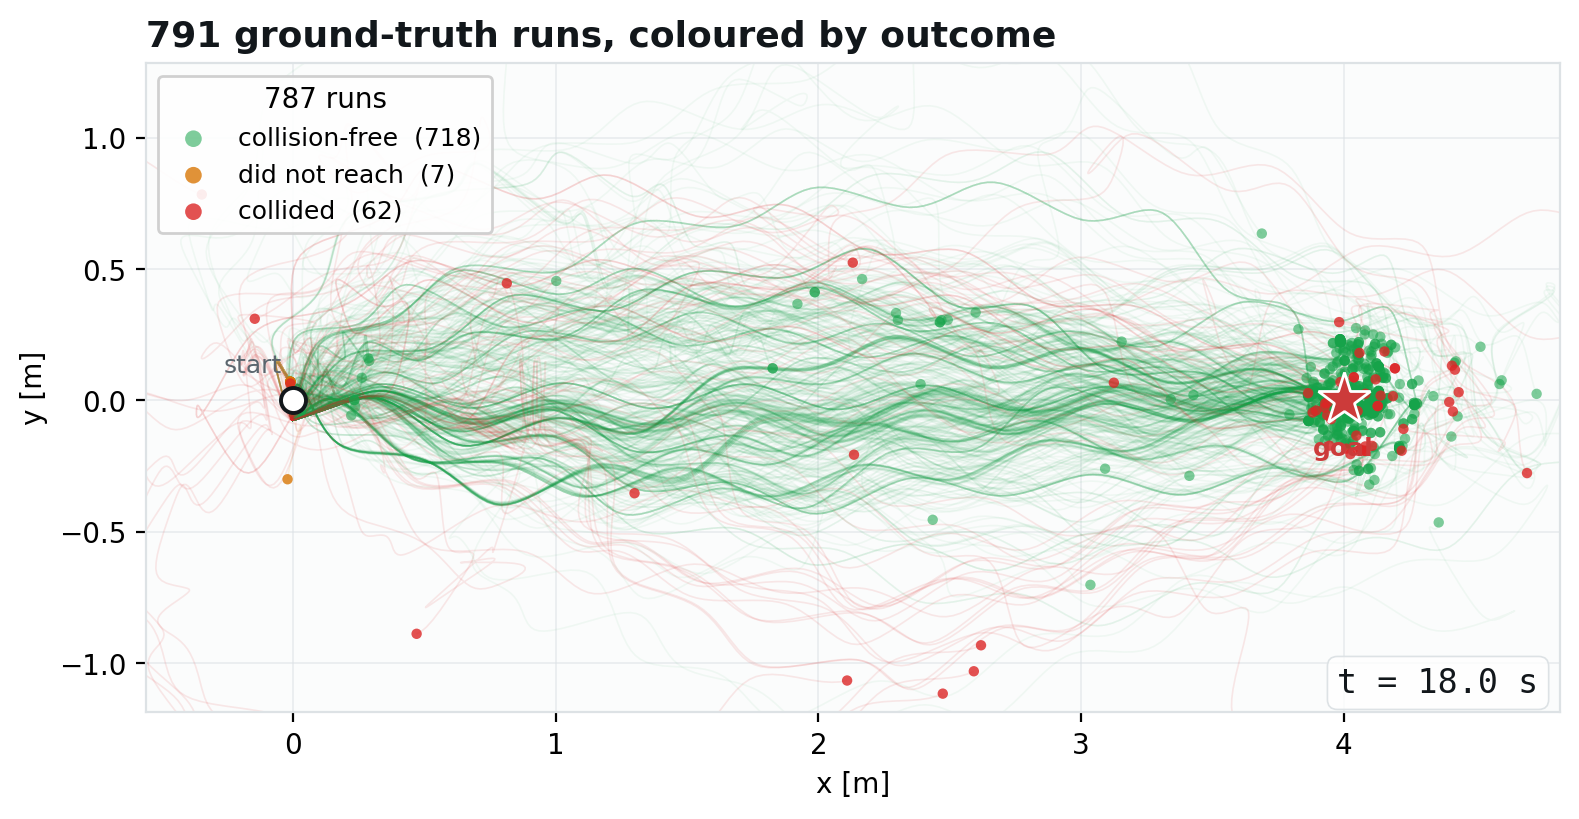 791 ground-truth runs, coloured by outcome
787 runs
collision-free (718)
did not reach (7)
collided (62)
1.0
0.5
0.0
−0.5
−1.0
y [m]
start
goal
t = 18.0 s
0
1
2
3
4
x [m]